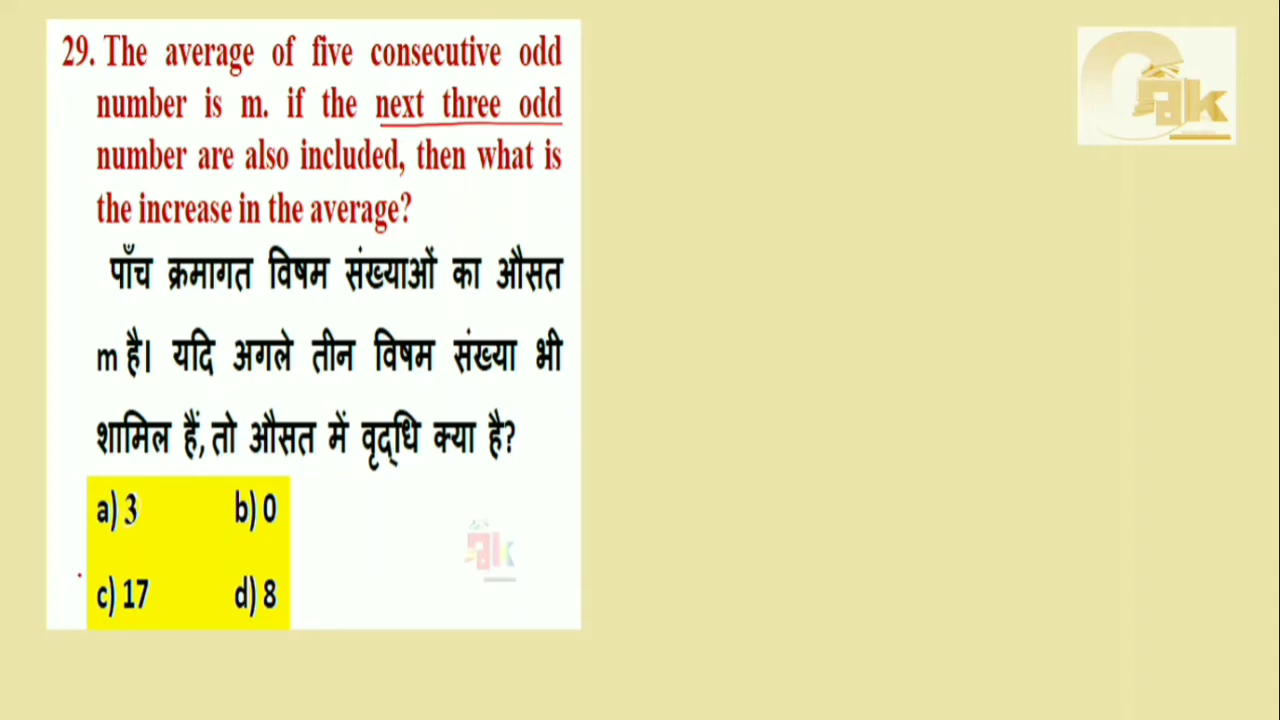 29. The average of five consecutive odd
number is m. if the next three odd
number are also included, then what is
the increase in the average?
पाँच क्रमागत विषम संख्याओं का औसत
m है। यदि अगले तीन विषम संख्या भी
शामिल हैं, तो औसत में वृद्धि क्या है?
a) 3 b) 0
c) 17 d) 8